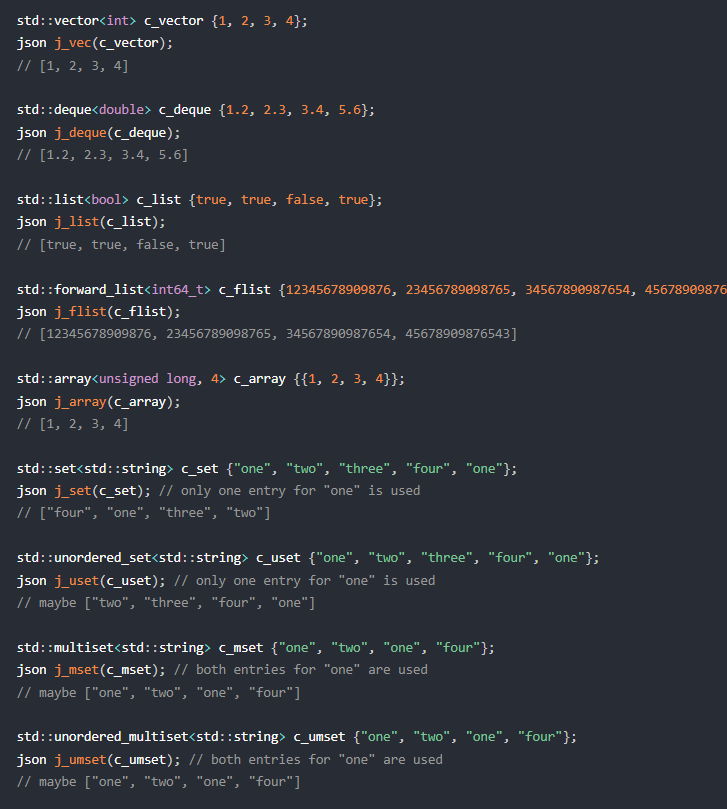 std::vector<int> c_vector {1, 2, 3, 4};
json j_vec(c_vector);
// [1, 2, 3, 4]
std::deque<double> c_deque {1.2, 2.3, 3.4, 5.6};
json j_deque(c_deque);
// [1.2, 2.3, 3.4, 5.6]
std::list<bool> c_list {true, true, false, true};
json j_list(c_list);
// [true, true, false, true]
std::forward_list<int64_t> c_flist {12345678909876, 23456789098765, 34567890987654, 45678909876
json j_flist(c_flist);
// [12345678909876, 23456789098765, 34567890987654, 45678909876543]
std::array<unsigned long, 4> c_array {{1, 2, 3, 4}};
json j_array(c_array);
// [1, 2, 3, 4]
std::set<std::string> c_set {"one", "two", "three", "four", "one"};
json j_set(c_set); // only one entry for "one" is used
// ["four", "one", "three", "two"]
std::unordered_set<std::string> c_uset {"one", "two", "three", "four", "one"};
json j_uset(c_uset); // only one entry for "one" is used
// maybe ["two", "three", "four", "one"]
std::multiset<std::string> c_mset {"one", "two", "one", "four"};
json j_mset(c_mset); // both entries for "one" are used
// maybe ["one", "two", "one", "four"]
std::unordered_multiset<std::string> c_umset {"one", "two", "one", "four"};
json j_umset(c_umset); // both entries for "one" are used
// maybe ["one", "two", "one", "four"]